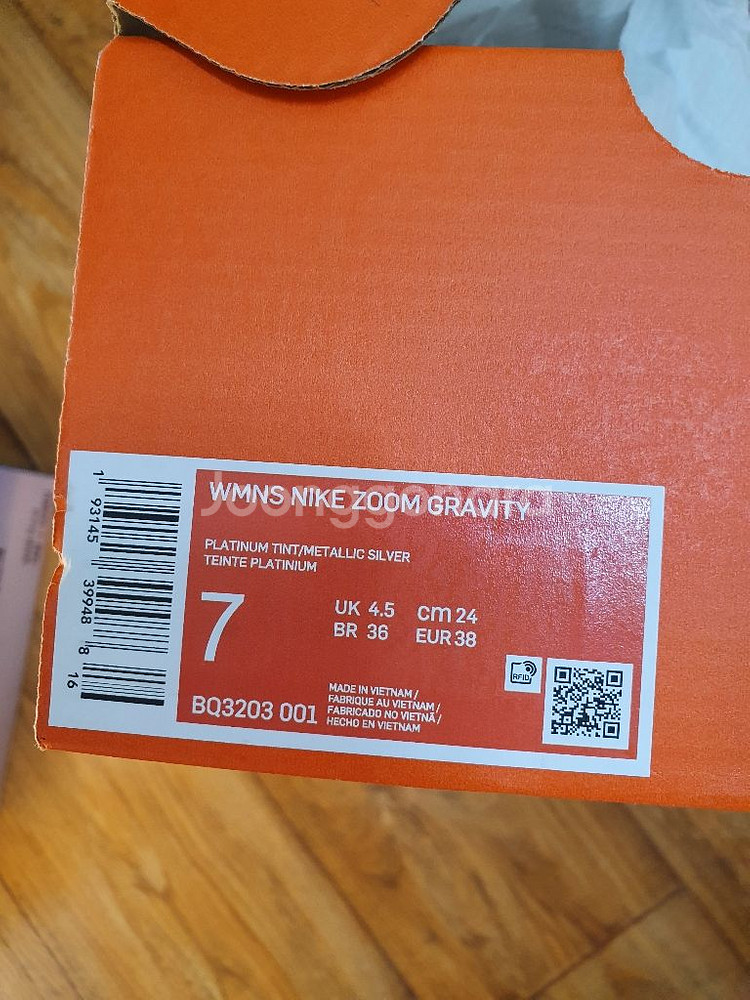 WMNS NIKE ZOOM GRAVITY
Joonggonara
PLATINUM TINT/METALLIC SILVER
TEINTE PLATINIUM
7
UK 4.5 cm 24
BR 36 EUR 38
BQ3203 001
MADE IN VIETNAM /
FABRIQUE AU VIETNAM /
FABRICADO NO VIETNÃ /
HECHO EN VIETNAM
RFID
1 93145 39948 8 16